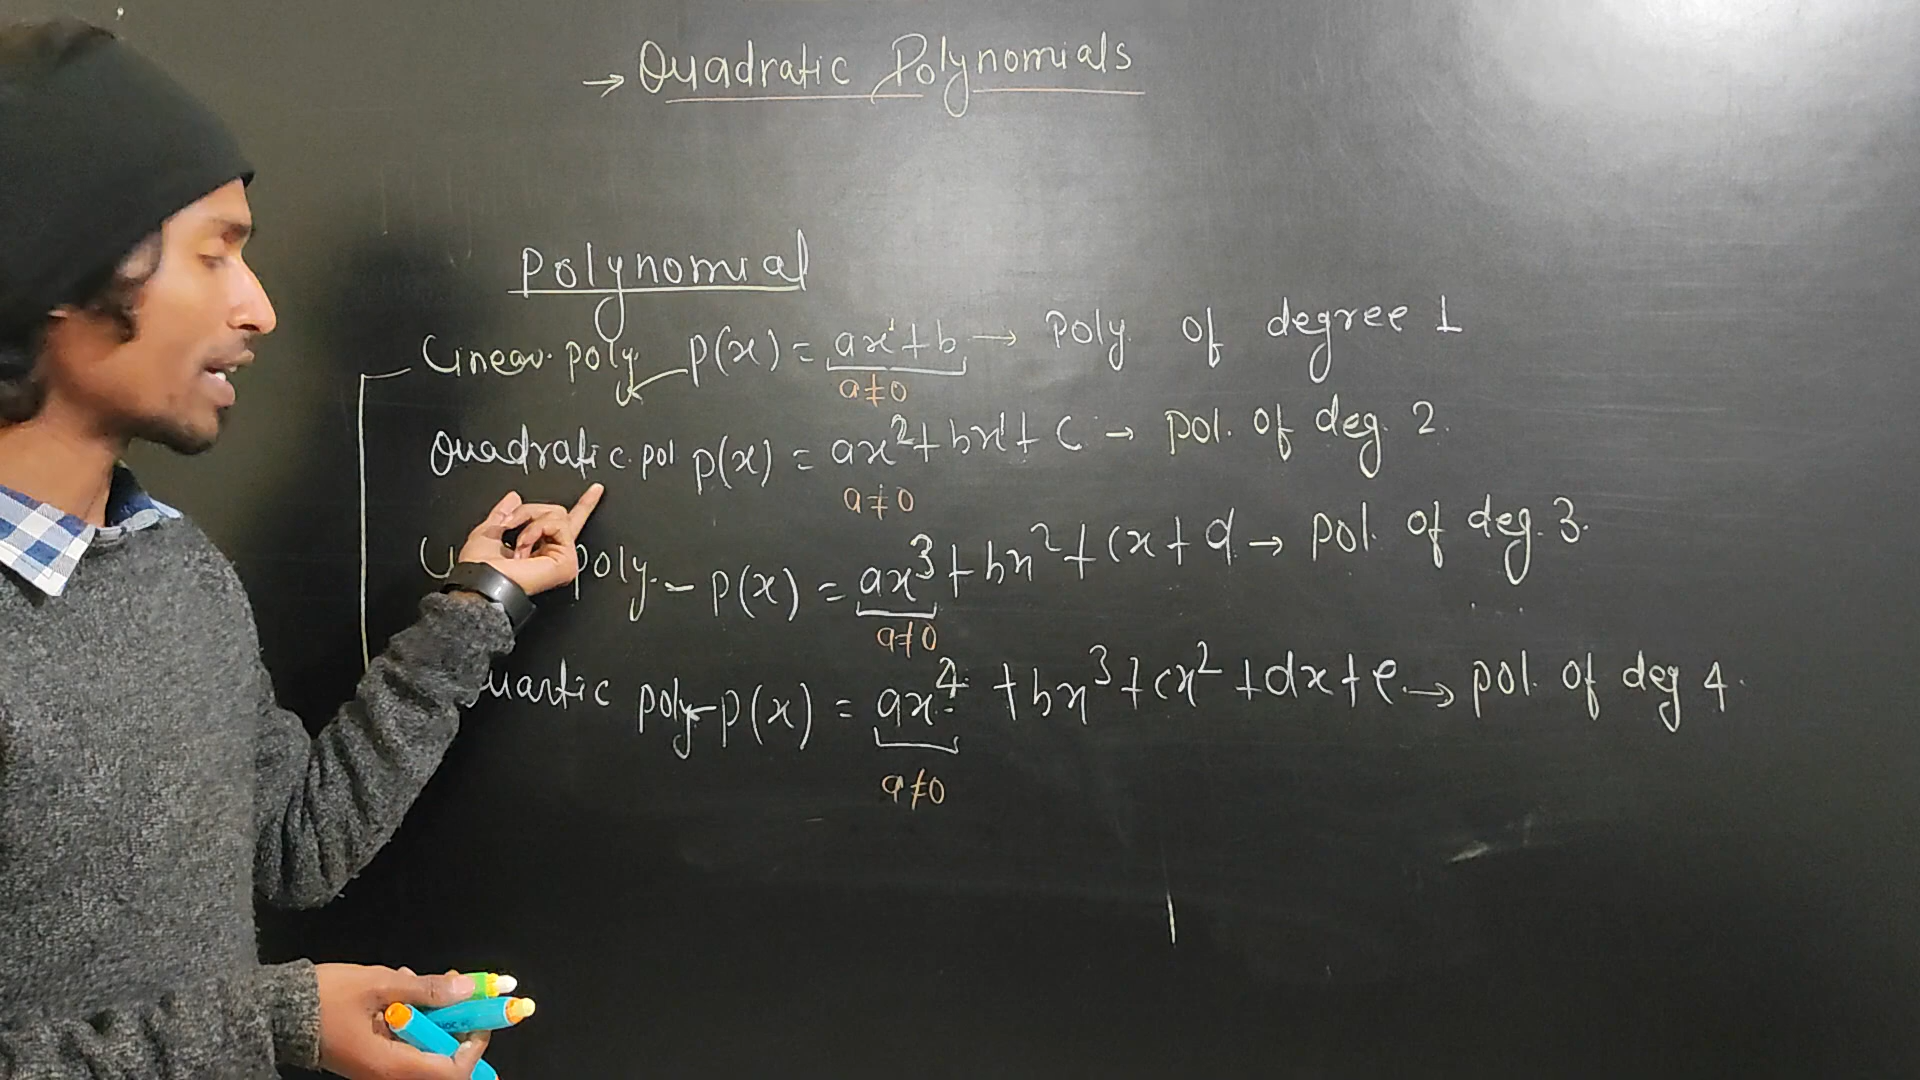 → Quadratic Polynomials
Polynomial
Linear poly p(x) = ax¹+b → Poly of degree 1
a≠0
Quadratic pol p(x) = ax²+bx¹+c → pol. of deg. 2.
a≠0
poly. - p(x) = ax³+bx²+cx+d → pol. of deg. 3.
a≠0
poly-p(x) = ax⁴ +bx³+cx²+dx+e → pol. of deg 4.
a≠0